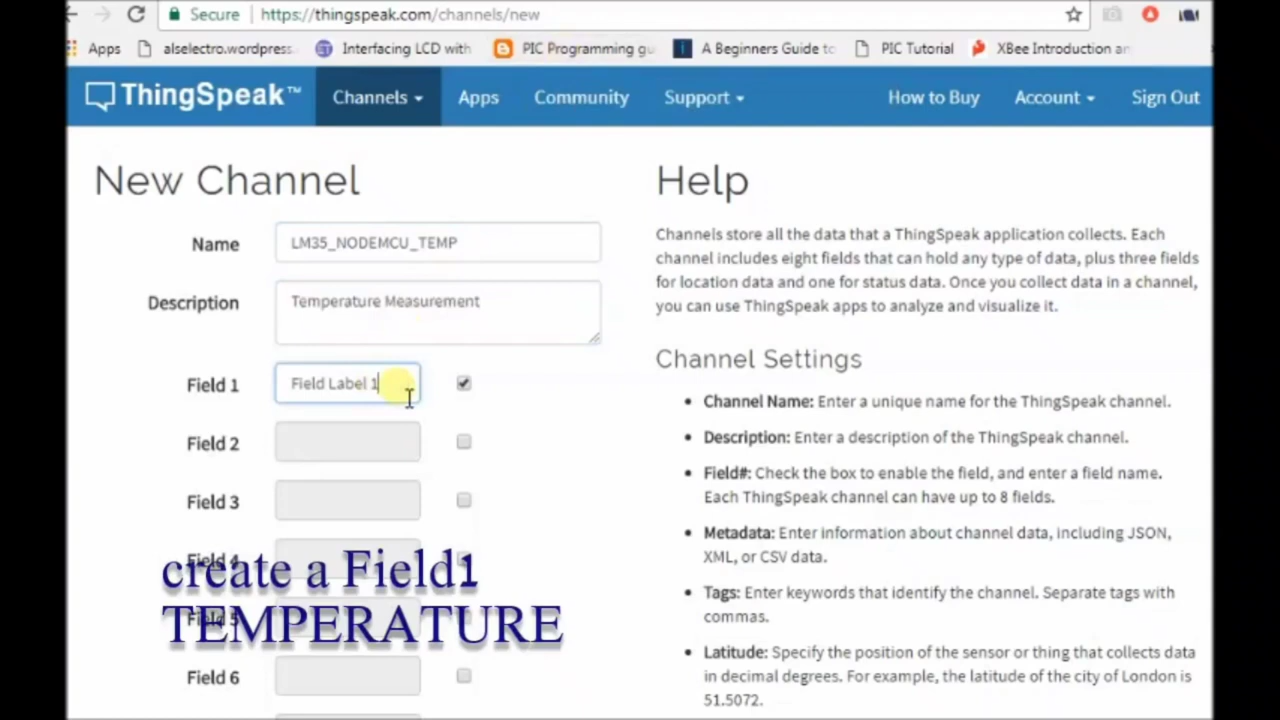 Secure https://thingspeak.com/channels/new
Apps alselectro.wordpress. Interfacing LCD with PIC Programming gu A Beginners Guide to PIC Tutorial XBee Introduction an
ThingSpeak™ Channels Apps Community Support How to Buy Account Sign Out
New Channel
Name LM35_NODEMCU_TEMP
Description Temperature Measurement
Field 1 Field Label 1
Field 2
Field 3
Field 4
create a Field1
Field 5
TEMPERATURE
Field 6
Help
Channels store all the data that a ThingSpeak application collects. Each
channel includes eight fields that can hold any type of data, plus three fields
for location data and one for status data. Once you collect data in a channel,
you can use ThingSpeak apps to analyze and visualize it.
Channel Settings
• Channel Name: Enter a unique name for the ThingSpeak channel.
• Description: Enter a description of the ThingSpeak channel.
• Field#: Check the box to enable the field, and enter a field name.
Each ThingSpeak channel can have up to 8 fields.
• Metadata: Enter information about channel data, including JSON,
XML, or CSV data.
• Tags: Enter keywords that identify the channel. Separate tags with
commas.
• Latitude: Specify the position of the sensor or thing that collects data
in decimal degrees. For example, the latitude of the city of London is
51.5072.